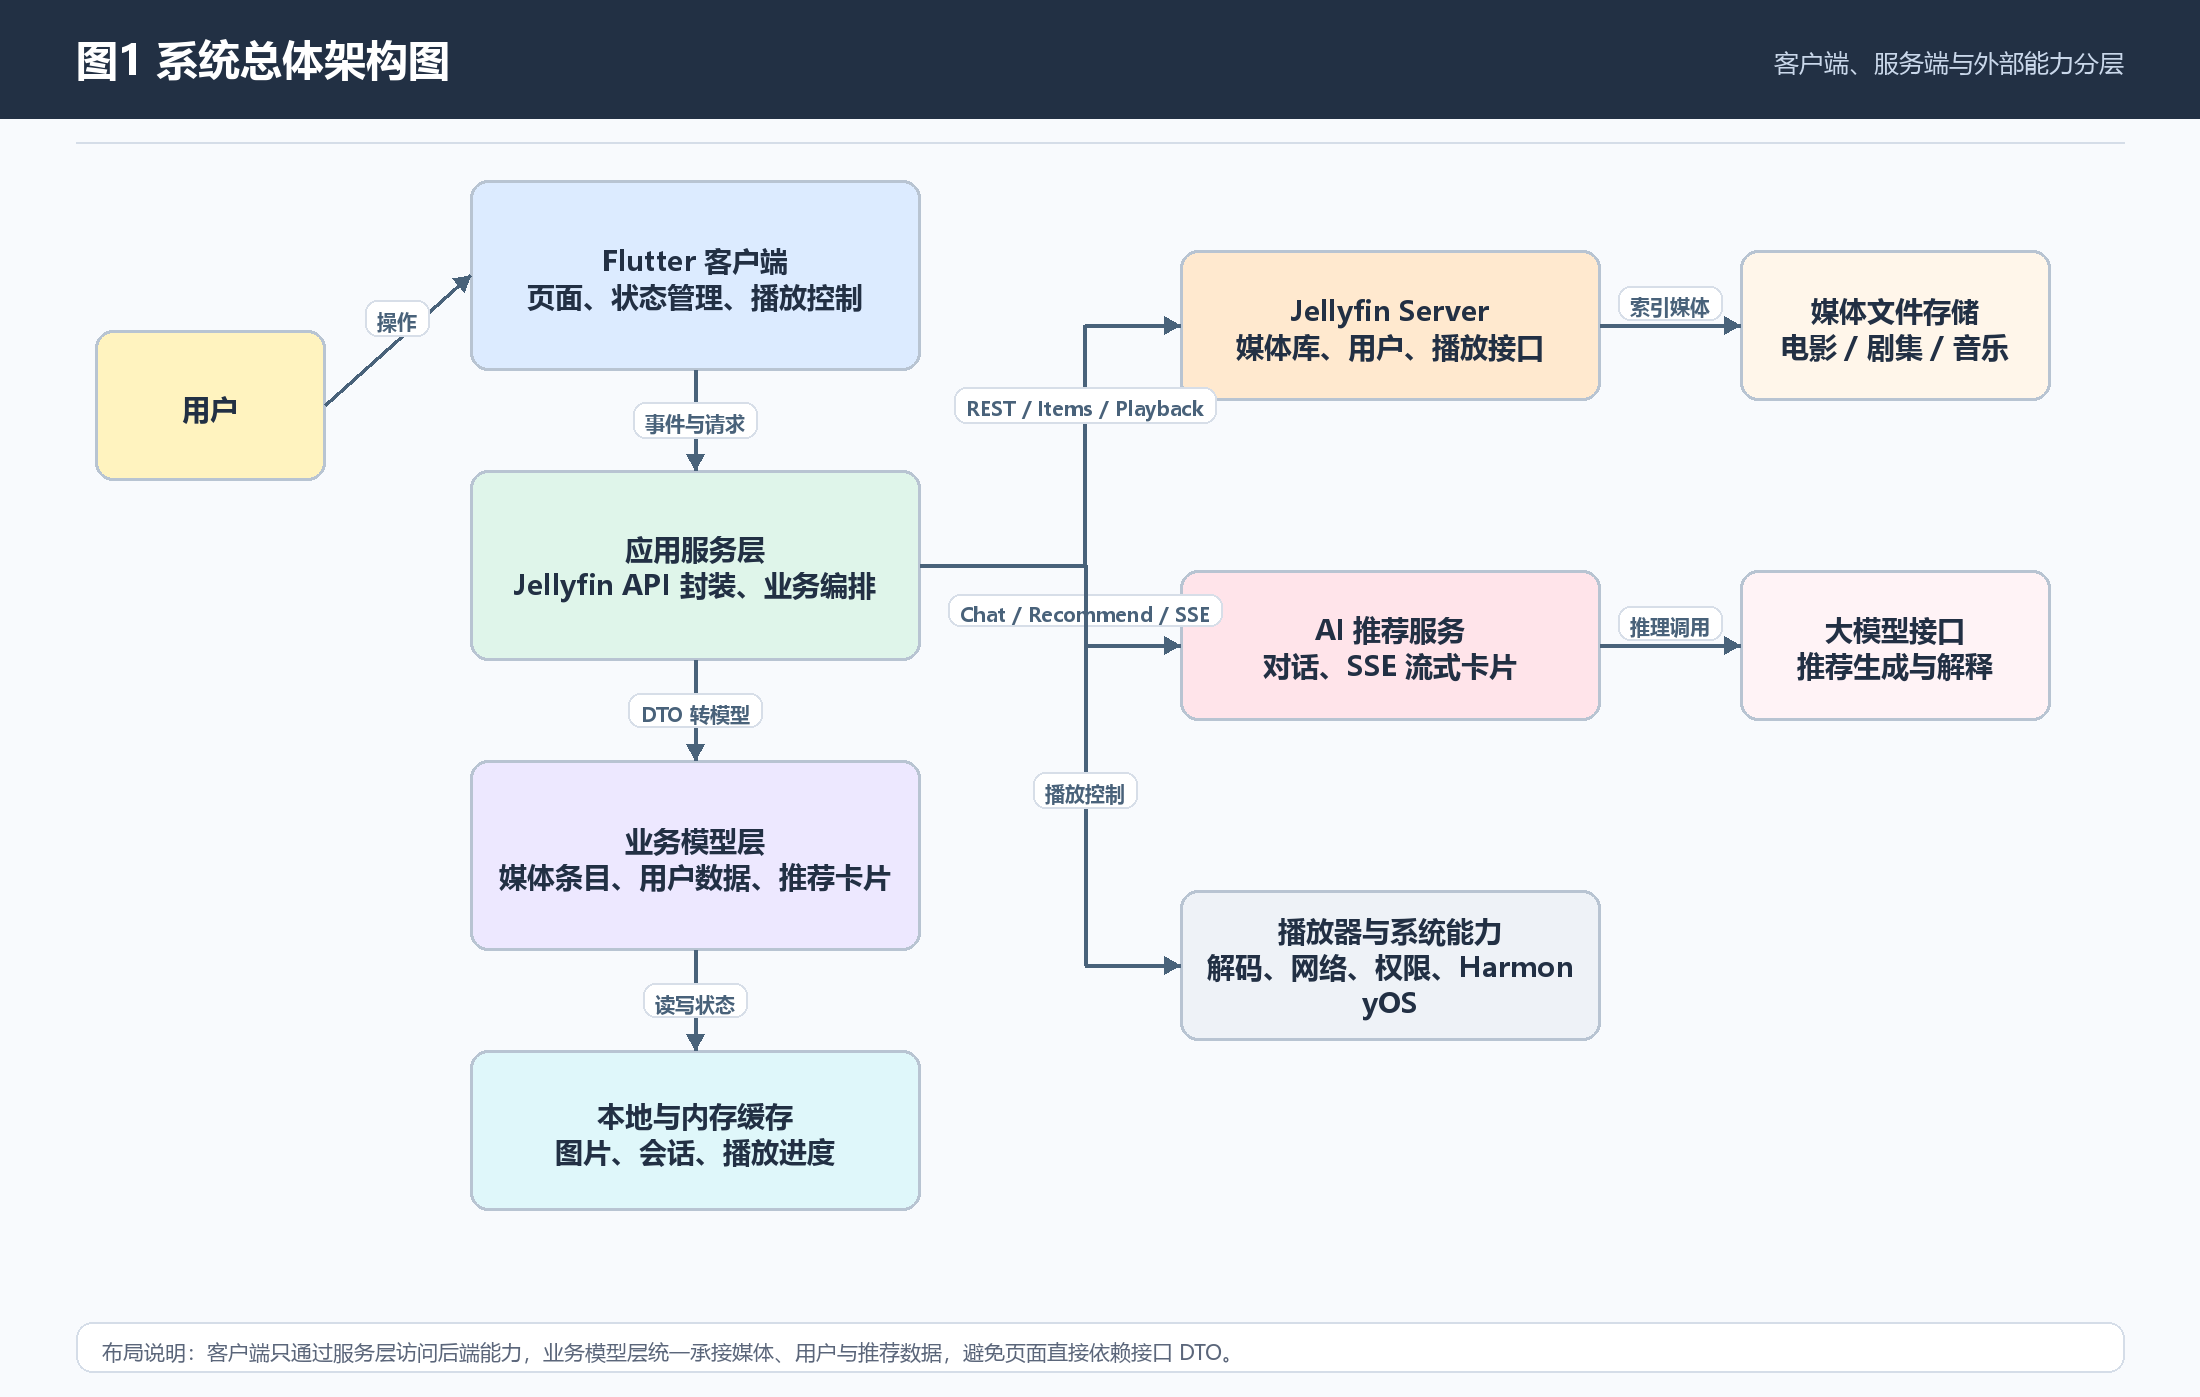 图1 系统总体架构图
客户端、服务端与外部能力分层
Flutter 客户端
页面、状态管理、播放控制
操作
用户
事件与请求
应用服务层
Jellyfin API 封装、业务编排
DTO 转模型
业务模型层
媒体条目、用户数据、推荐卡片
读写状态
本地与内存缓存
图片、会话、播放进度
REST / Items / Playback
Jellyfin Server
媒体库、用户、播放接口
索引媒体
媒体文件存储
电影 / 剧集 / 音乐
Chat / Recommend / SSE
AI 推荐服务
对话、SSE 流式卡片
推理调用
大模型接口
推荐生成与解释
播放控制
播放器与系统能力
解码、网络、权限、Harmon
yOS
布局说明：客户端只通过服务层访问后端能力，业务模型层统一承接媒体、用户与推荐数据，避免页面直接依赖接口 DTO。